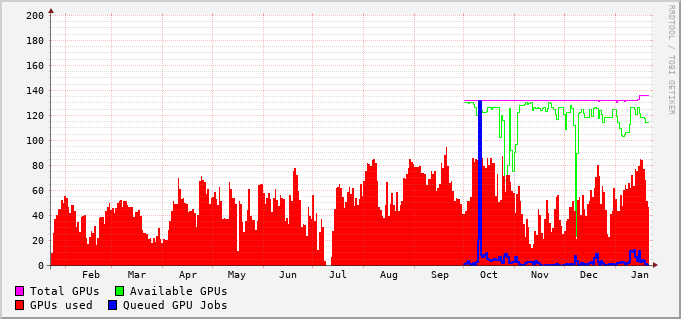 200
180
160
140
120
100
80
60
40
20
0
Feb Mar Apr May Jun Jul Aug Sep Oct Nov Dec Jan
Total GPUs Available GPUs
GPUs used Queued GPU Jobs
RRDTOOL / TOBI OETIKER